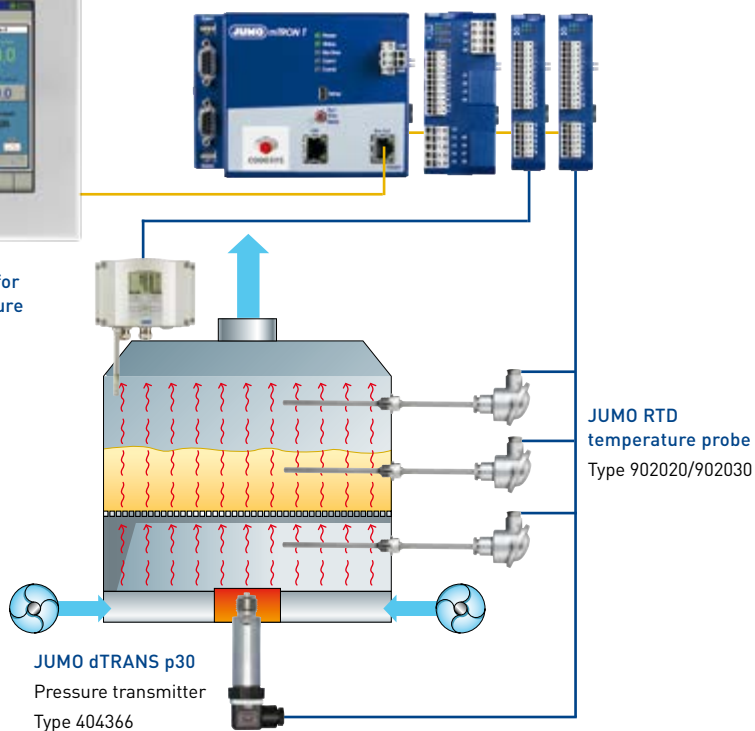 JUMO mTRON T
CODESYS
for
ure
JUMO RTD
temperature probe
Type 902020/902030
JUMO dTRANS p30
Pressure transmitter
Type 404366